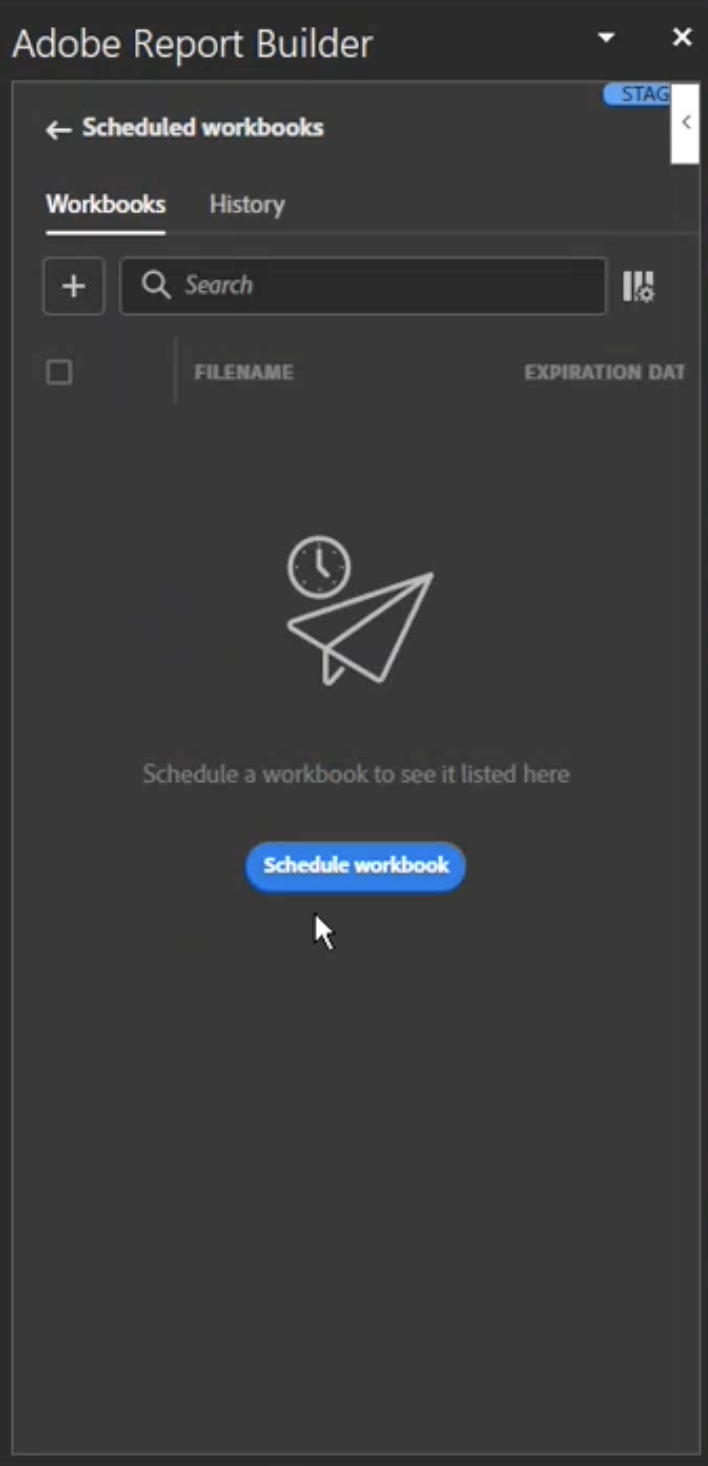 Adobe Report Builder
STAG
Scheduled workbooks
Workbooks History
Search
FILENAME EXPIRATION DAT
Schedule a workbook to see it listed here
Schedule workbook